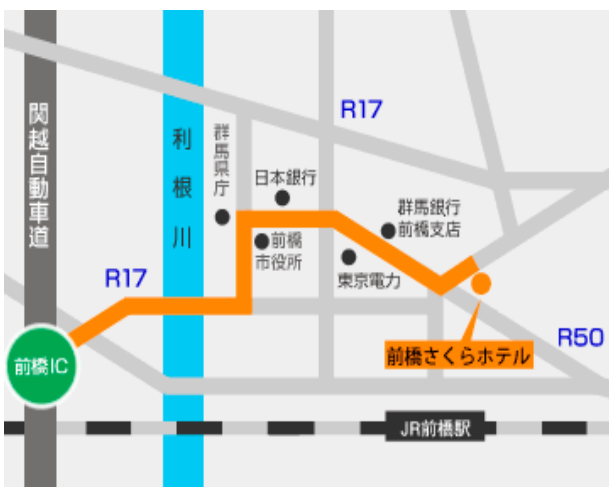 関越自動車道
利根川
群馬県庁
R17
日本銀行
群馬銀行
前橋支店
前橋
市役所
東京電力
R17
R50
前橋さくらホテル
前橋IC
JR前橋駅